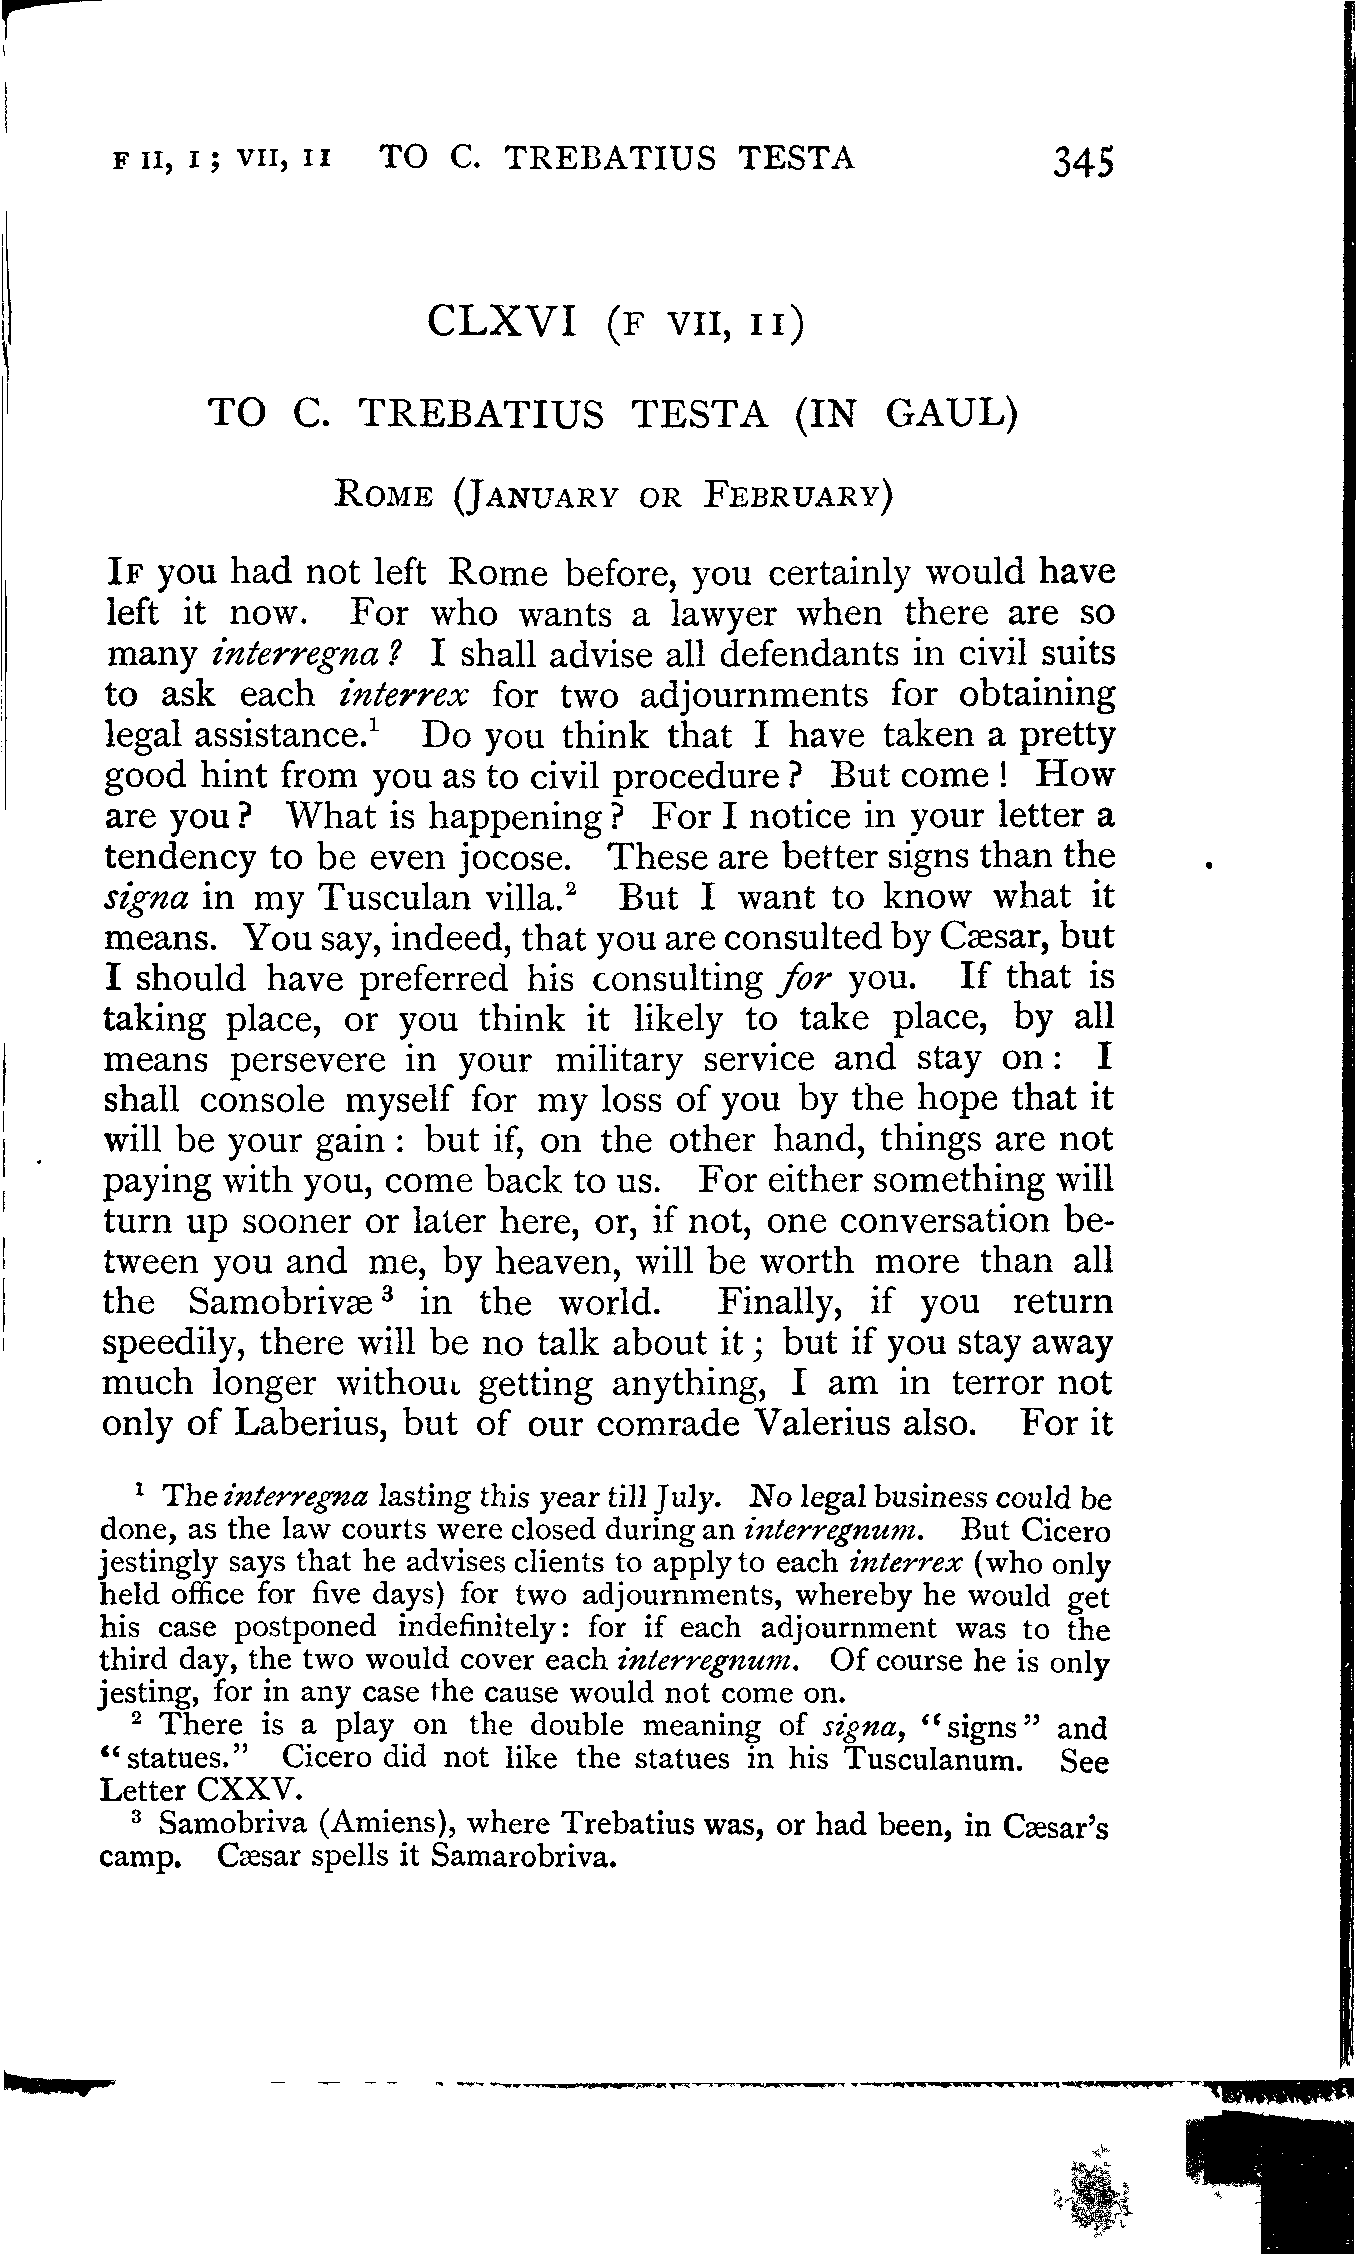 F II, I; VII, II TO C. TREBATIUS TESTA 345
CLXVI (F VII, II)
TO C. TREBATIUS TESTA (IN GAUL)
ROME (JANUARY OR FEBRUARY)
IF you had not left Rome before, you certainly would have
left it now. For who wants a lawyer when there are so
many interregna? I shall advise all defendants in civil suits
to ask each interrex for two adjournments for obtaining
legal assistance.¹ Do you think that I have taken a pretty
good hint from you as to civil procedure? But come! How
are you? What is happening? For I notice in your letter a
tendency to be even jocose. These are better signs than the
signa in my Tusculan villa.² But I want to know what it
means. You say, indeed, that you are consulted by Cæsar, but
I should have preferred his consulting for you. If that is
taking place, or you think it likely to take place, by all
means persevere in your military service and stay on: I
shall console myself for my loss of you by the hope that it
will be your gain: but if, on the other hand, things are not
paying with you, come back to us. For either something will
turn up sooner or later here, or, if not, one conversation be-
tween you and me, by heaven, will be worth more than all
the Samobrivæ³ in the world. Finally, if you return
speedily, there will be no talk about it; but if you stay away
much longer without getting anything, I am in terror not
only of Laberius, but of our comrade Valerius also. For it
¹ The interregna lasting this year till July. No legal business could be
done, as the law courts were closed during an interregnum. But Cicero
jestingly says that he advises clients to apply to each interrex (who only
held office for five days) for two adjournments, whereby he would get
his case postponed indefinitely: for if each adjournment was to the
third day, the two would cover each interregnum. Of course he is only
jesting, for in any case the cause would not come on.
² There is a play on the double meaning of signa, "signs" and
"statues." Cicero did not like the statues in his Tusculanum. See
Letter CXXV.
³ Samobriva (Amiens), where Trebatius was, or had been, in Cæsar's
camp. Cæsar spells it Samarobriva.